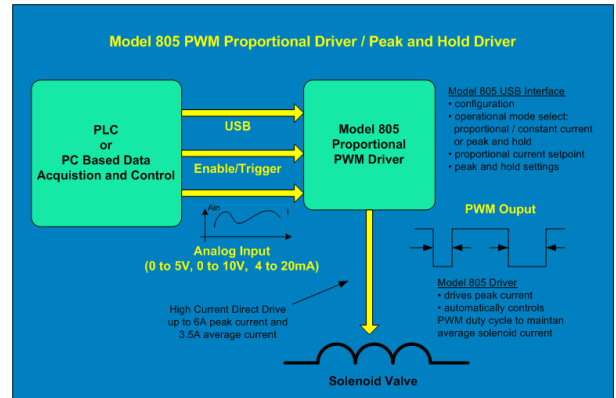 Model 805 PWM Proportional Driver / Peak and Hold Driver
PLC
or
PC Based Data
Acquistion and Control
USB
Enable/Trigger
Ain
I
Analog Input
(0 to 5V, 0 to 10V, 4 to 20mA)
Model 805
Proportional
PWM Driver
Model 805 USB Interface
• configuration
• operational mode select:
proportional / constant current
or peak and hold
• proportional current setpoint
• peak and hold settings
PWM Ouput
Model 805 Driver
• drives peak current
• automatically controls
PWM duty cycle to maintan
average solenoid current
High Current Direct Drive
up to 6A peak current and
3.5A average current
Solenoid Valve